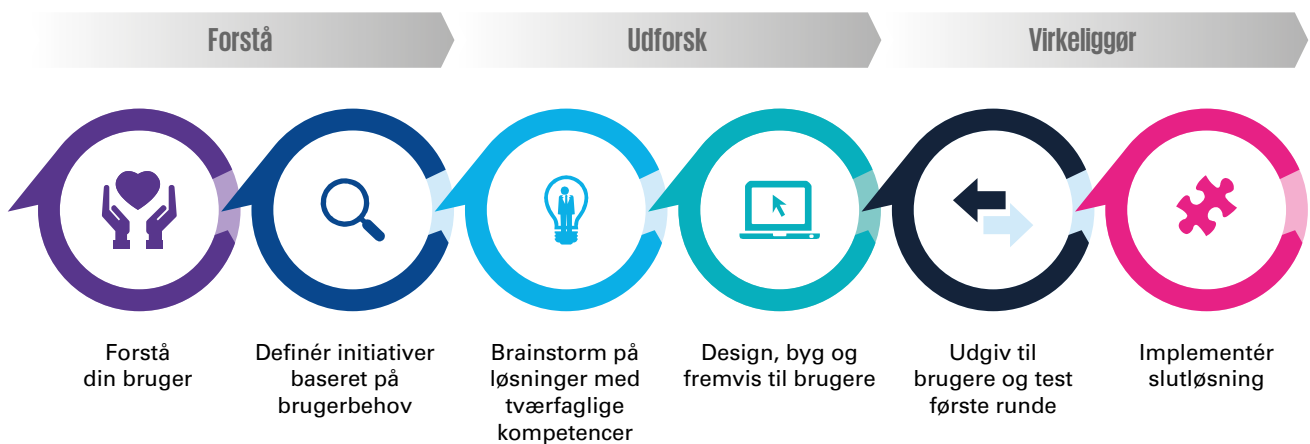 Forstå
Udforsk
Virkeliggør
Forstå
din bruger
Definér initiativer
baseret på
brugerbehov
Brainstorm på
løsninger med
tværfaglige
kompetencer
Design, byg og
fremvis til brugere
Udgiv til
brugere og test
første runde
Implementér
slutløsning